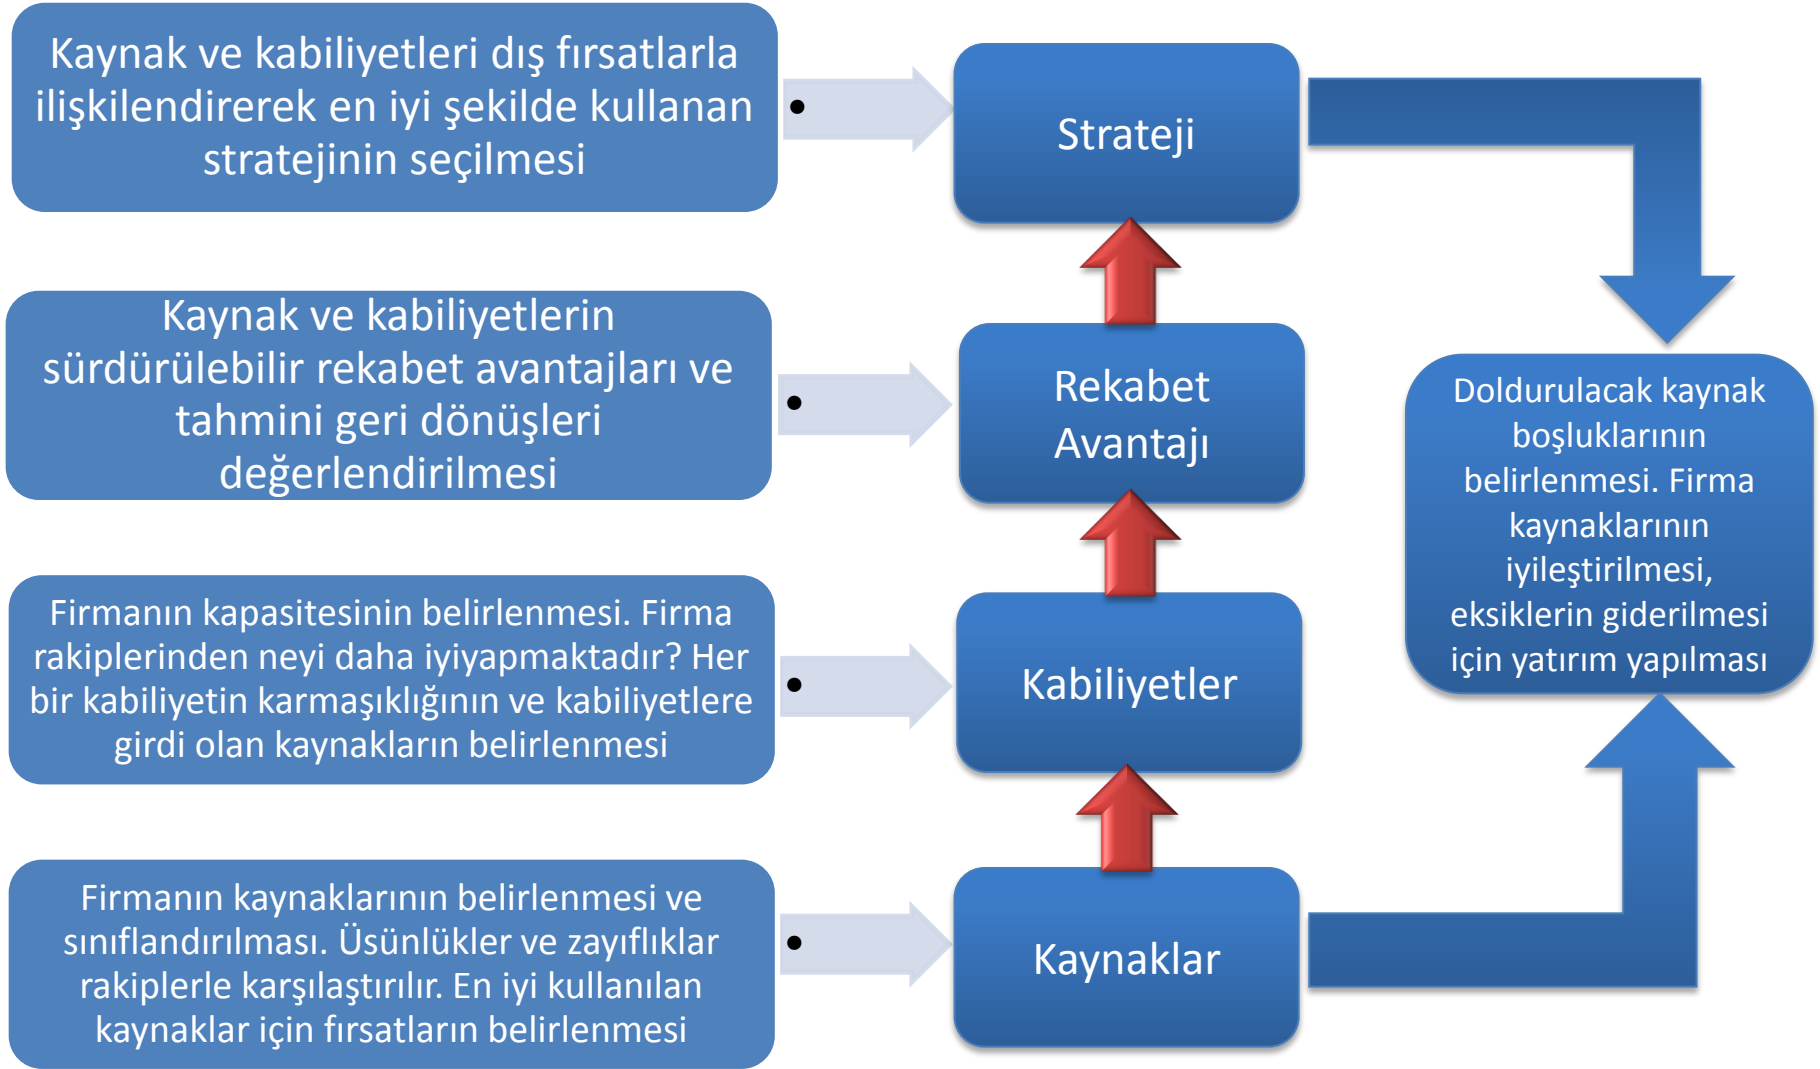 Kaynak ve kabiliyetleri dış fırsatlarla
ilişkilendirerek en iyi şekilde kullanan
stratejinin seçilmesi
Strateji
Kaynak ve kabiliyetlerin
sürdürülebilir rekabet avantajları ve
tahmini geri dönüşleri
değerlendirilmesi
Rekabet
Avantajı
Doldurulacak kaynak
boşluklarının
belirlenmesi. Firma
kaynaklarının
iyileştirilmesi,
eksiklerin giderilmesi
için yatırım yapılması
Firmanın kapasitesinin belirlenmesi. Firma
rakiplerinden neyi daha iyiyapmaktadır? Her
bir kabiliyetin karmaşıklığının ve kabiliyetlere
girdi olan kaynakların belirlenmesi
Kabiliyetler
Firmanın kaynaklarının belirlenmesi ve
sınıflandırılması. Üsünlükler ve zayıflıklar
rakiplerle karşılaştırılır. En iyi kullanılan
kaynaklar için fırsatların belirlenmesi
Kaynaklar